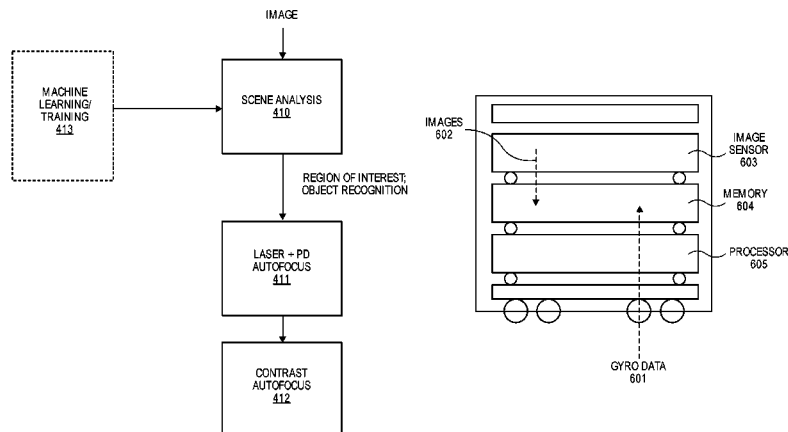 IMAGE
MACHINE
LEARNING/
TRAINING
413
SCENE ANALYSIS
410
REGION OF INTEREST;
OBJECT RECOGNITION
LASER + PD
AUTOFOCUS
411
CONTRAST
AUTOFOCUS
412
IMAGES
602
IMAGE
SENSOR
603
MEMORY
604
PROCESSOR
605
GYRO DATA
601